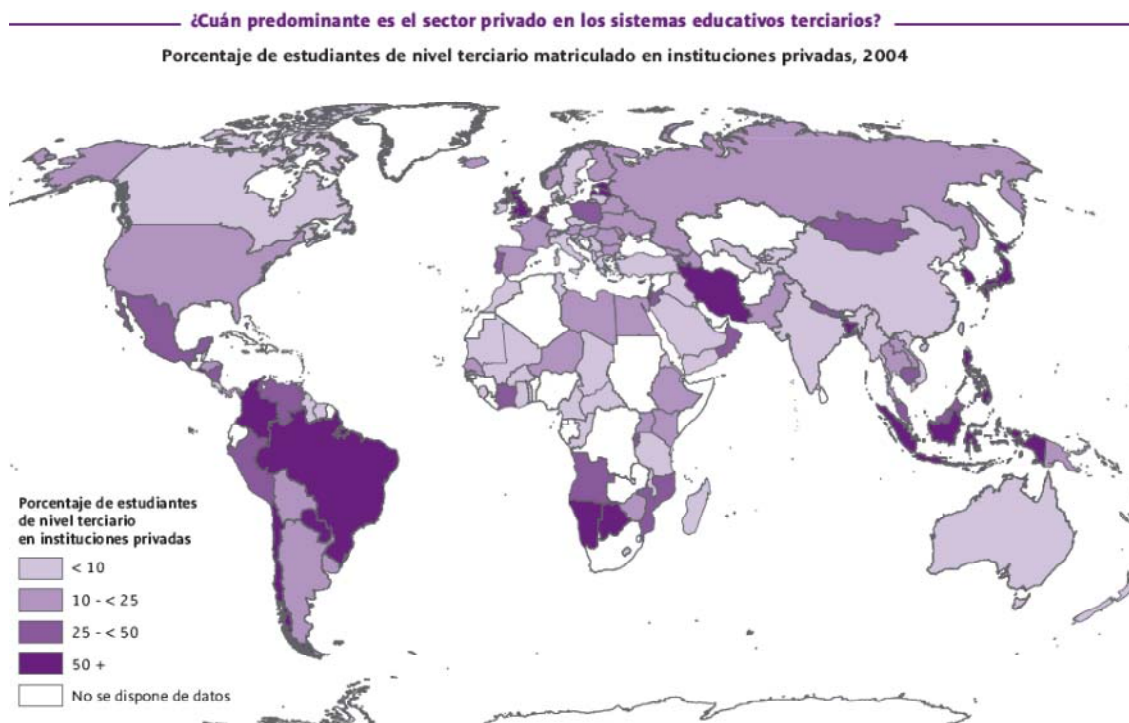 ¿Cuán predominante es el sector privado en los sistemas educativos terciarios?
Porcentaje de estudiantes de nivel terciario matriculado en instituciones privadas, 2004
Porcentaje de estudiantes
de nivel terciario
en instituciones privadas
< 10
10 - < 25
25 - < 50
50 +
No se dispone de datos